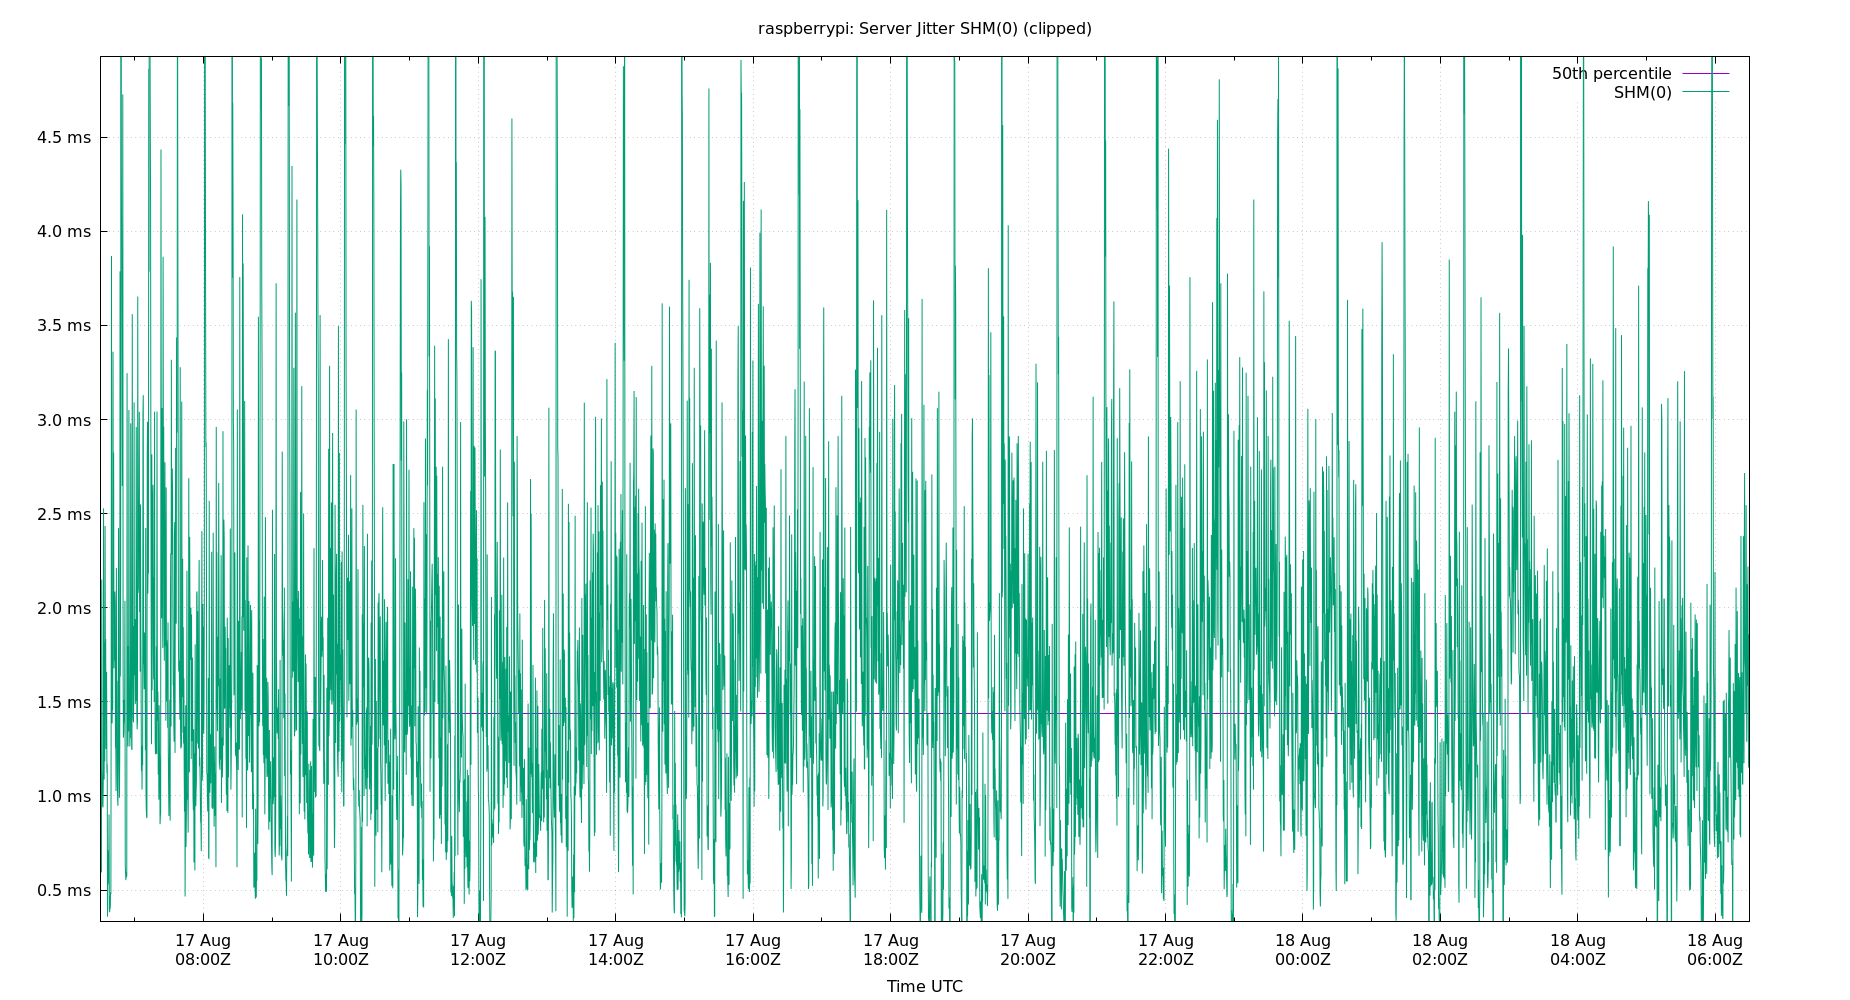 raspberrypi: Server Jitter SHM(0) (clipped)
50th percentile
SHM(0)
4.5 ms
4.0 ms
3.5 ms
3.0 ms
2.5 ms
2.0 ms
1.5 ms
1.0 ms
0.5 ms
17 Aug 17 Aug 17 Aug 17 Aug 17 Aug 17 Aug 17 Aug 17 Aug 18 Aug 18 Aug 18 Aug 18 Aug
08:00Z 10:00Z 12:00Z 14:00Z 16:00Z 18:00Z 20:00Z 22:00Z 00:00Z 02:00Z 04:00Z 06:00Z
Time UTC